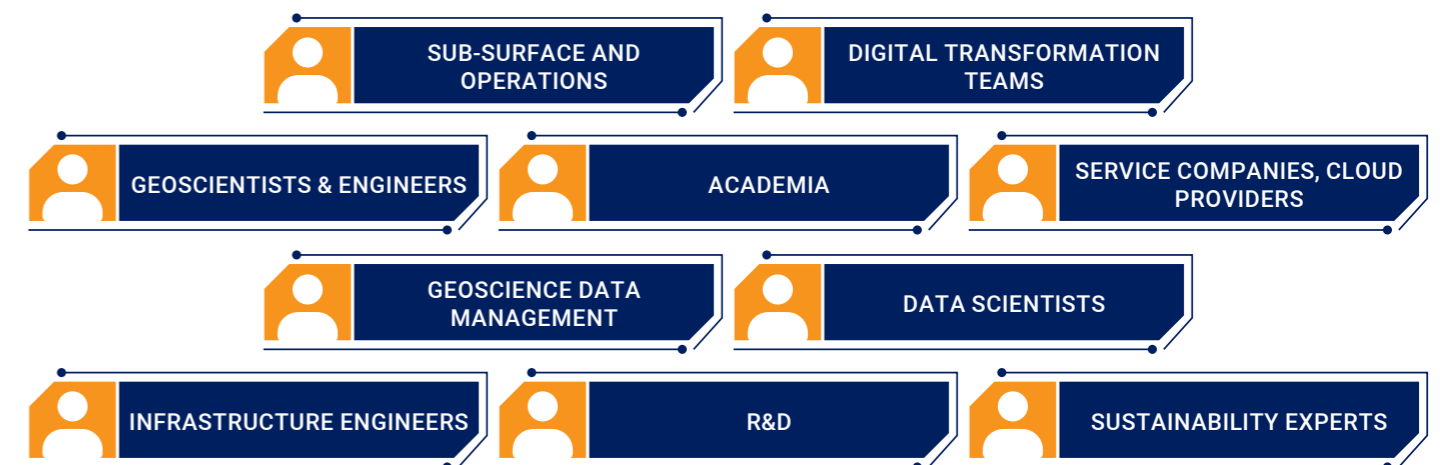 SUB-SURFACE AND
OPERATIONS
DIGITAL TRANSFORMATION
TEAMS
GEOSCIENTISTS & ENGINEERS
ACADEMIA
SERVICE COMPANIES, CLOUD
PROVIDERS
GEOSCIENCE DATA
MANAGEMENT
DATA SCIENTISTS
INFRASTRUCTURE ENGINEERS
R&D
SUSTAINABILITY EXPERTS